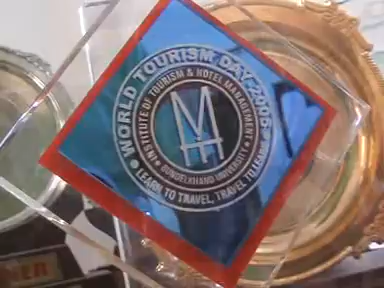 WORLD TOURISM DAY-2006
INSTITUTE OF TOURISM & HOTEL MANAGEMENT
BUNDELKHAND UNIVERSITY
LEARN TO TRAVEL, TRAVEL TO LEARN